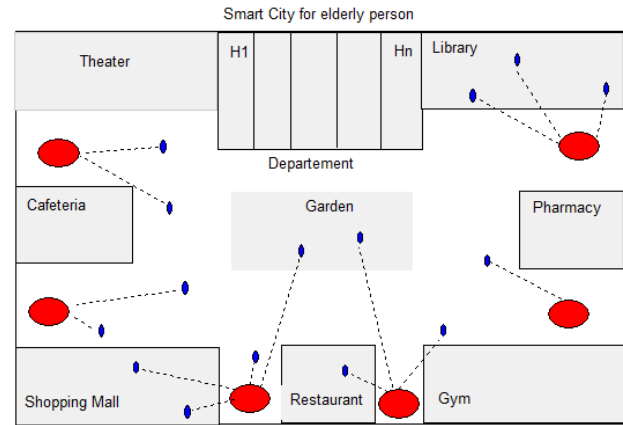 Smart City for elderly person
Theater
H1
Hn
Library
Departement
Cafeteria
Garden
Pharmacy
Shopping Mall
Restaurant
Gym